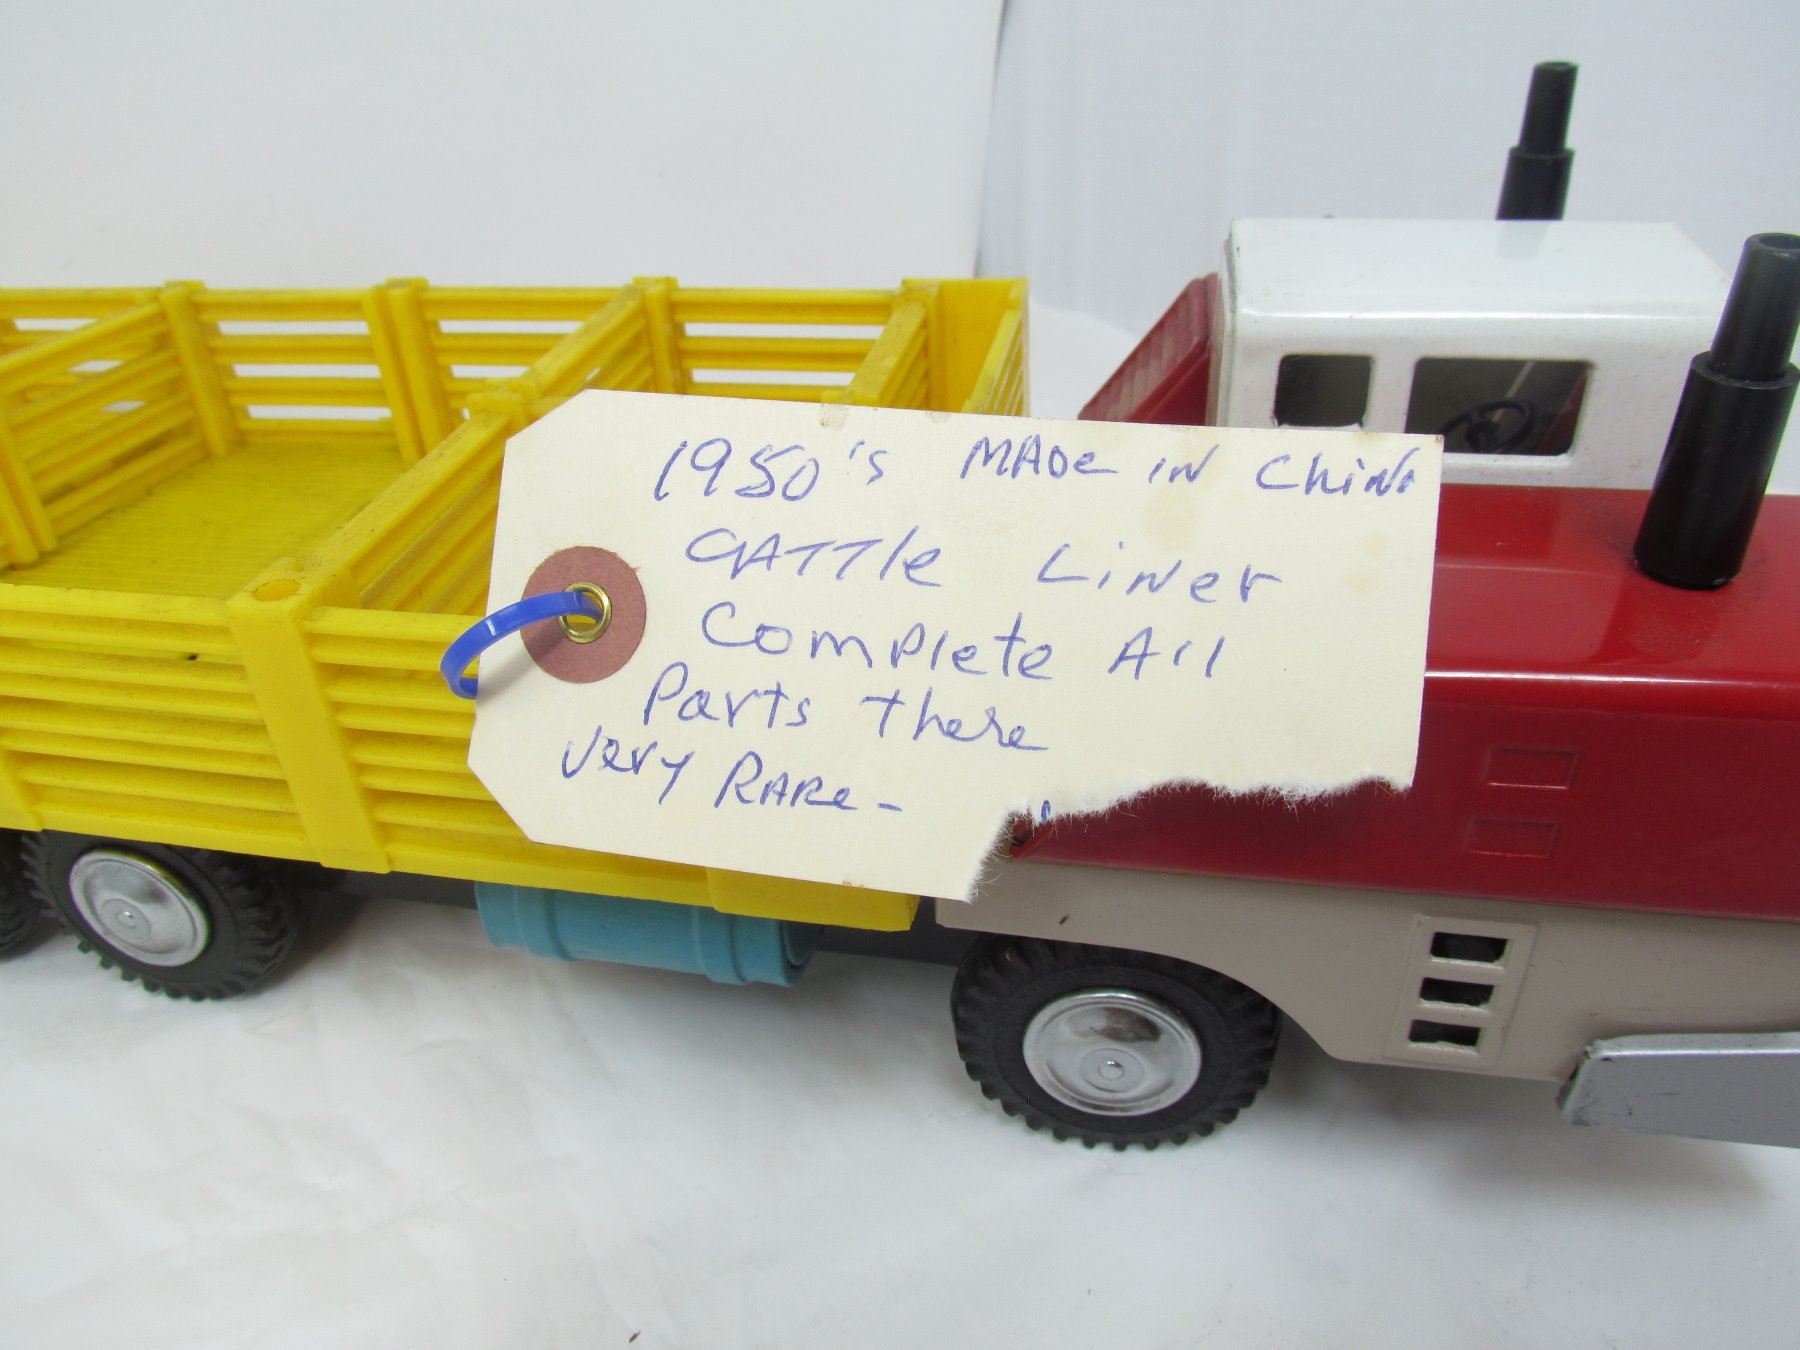 1950's MADE IN China
CATTle Liner
Complete All
Parts there
Very RARe -